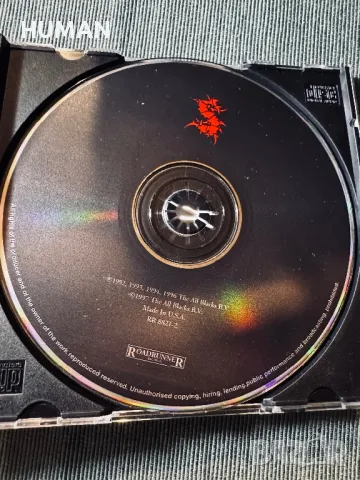 HUMAN
℗1992, 1993, 1994, 1996 The All Blacks B.V.
©1997 The All Blacks B.V.
Made In U.S.A.
RR 8821-2
ROADRUNNER
All rights of the producer and of the owner of the work reproduced reserved. Unauthorised copying, hiring, lending, public performance and broadcasting prohibited.